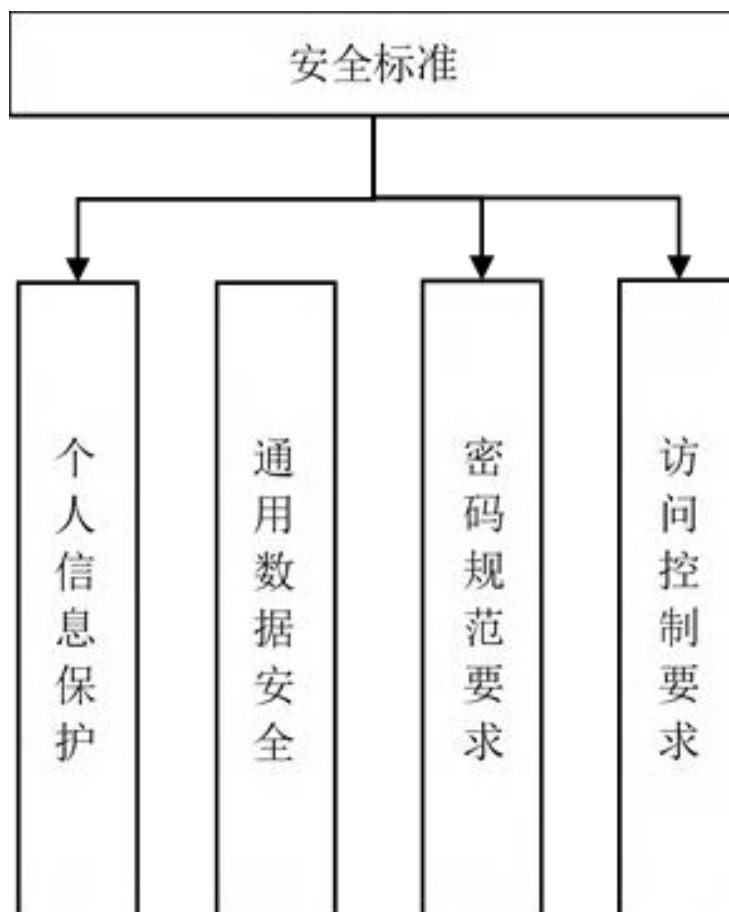 安全标准
个人信息保护
通用数据安全
密码规范要求
访问控制要求